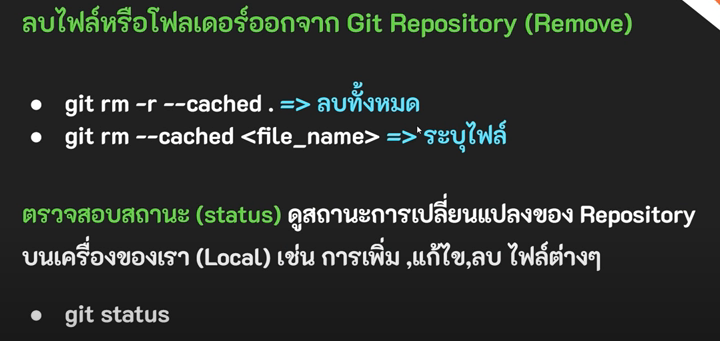 ลบไฟล์หรือโฟลเดอร์ออกจาก Git Repository (Remove)
● git rm -r --cached . => ลบทั้งหมด
● git rm --cached <file_name> => ระบุไฟล์
ตรวจสอบสถานะ (status) ดูสถานะการเปลี่ยนแปลงของ Repository
บนเครื่องของเรา (Local) เช่น การเพิ่ม ,แก้ไข,ลบ ไฟล์ต่างๆ
● git status